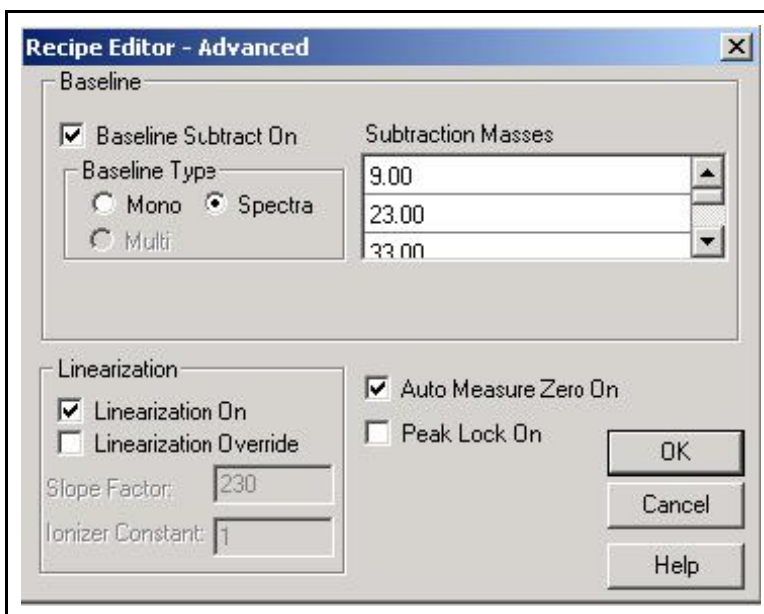 Recipe Editor - Advanced
Baseline
Baseline Subtract On
Subtraction Masses
Baseline Type
Mono
Spectra
Multi
9.00
23.00
33.00
Linearization
Linearization On
Linearization Override
Slope Factor:
230
Ionizer Constant:
1
Auto Measure Zero On
Peak Lock On
OK
Cancel
Help